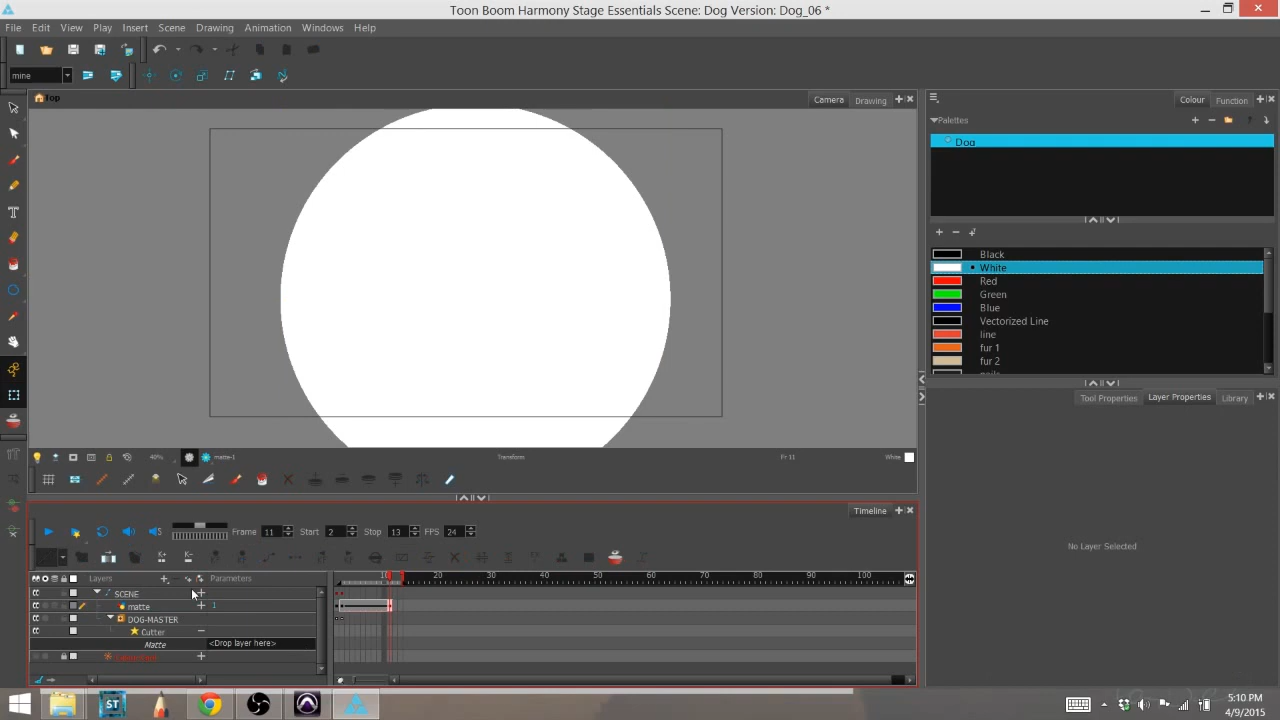 Toon Boom Harmony Stage Essentials Scene: Dog Version: Dog_06 *
File Edit View Play Insert Scene Drawing Animation Windows Help
mine
Top
Camera Drawing
Colour Function
Palettes
Dog
Black
White
Red
Green
Blue
Vectorized Line
line
fur 1
fur 2
Tool Properties Layer Properties Library
40% matte-1 Transform Fr 11 White
No Layer Selected
Timeline
Frame 11 Start 2 Stop 13 FPS 24
Layers Parameters
10 20 30 40 50 60 70 80 90 100
SCENE
matte 1
DOG-MASTER
Cutter
Matte <Drop layer here>
ST
5:10 PM
4/9/2015